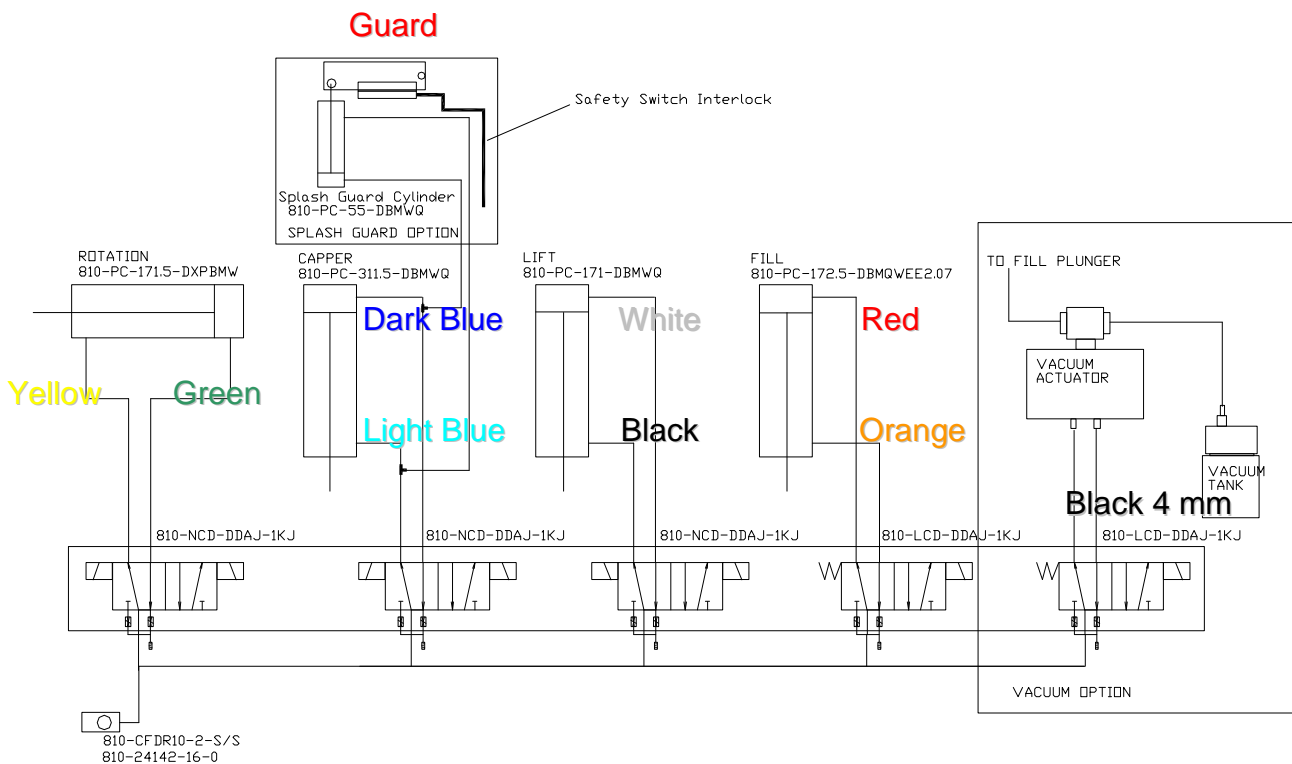 Guard
Safety Switch Interlock
Splash Guard Cylinder
810-PC-55-DBMWQ
SPLASH GUARD OPTION
ROTATION
810-PC-171.5-DXPBMW
CAPPER
810-PC-311.5-DBMWQ
LIFT
810-PC-171-DBMWQ
FILL
810-PC-172.5-DBMQWEE2.07
TO FILL PLUNGER
Dark Blue
White
Red
VACUUM
ACTUATOR
Yellow
Green
Light Blue
Black
Orange
VACUUM
TANK
Black 4 mm
810-NCD-DDAJ-1KJ
810-NCD-DDAJ-1KJ
810-NCD-DDAJ-1KJ
810-LCD-DDAJ-1KJ
810-LCD-DDAJ-1KJ
VACUUM OPTION
810-CFDR10-2-S/S
810-24142-16-0